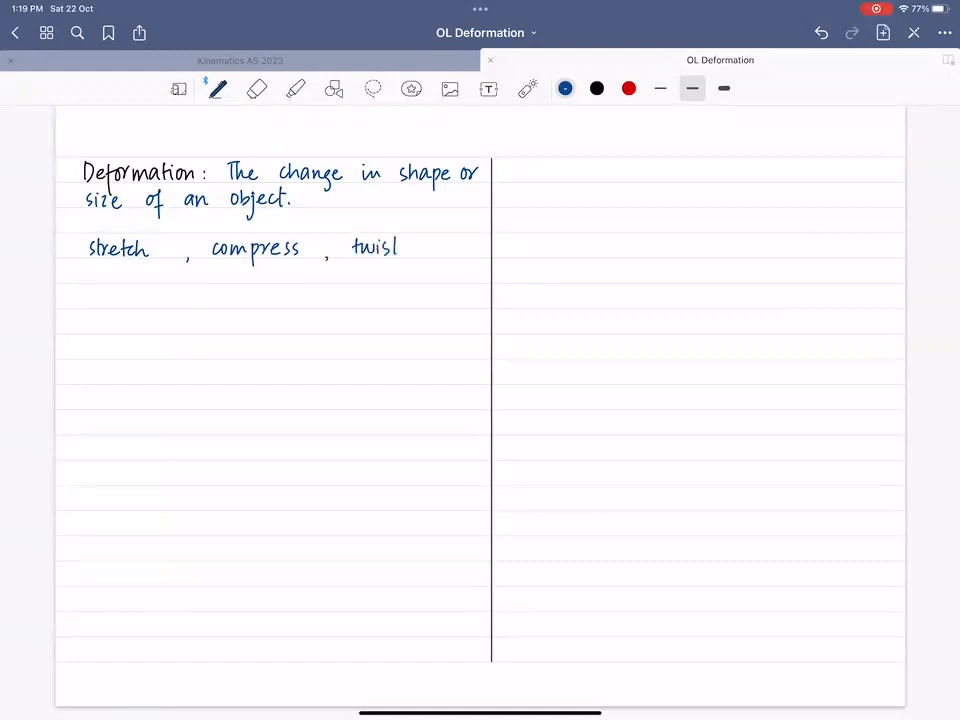 1:19 PM Sat 22 Oct
77%
OL Deformation
Kinematics AS 2023
OL Deformation
T
Deformation: The change in shape or
size of an object.
stretch , compress , twisl